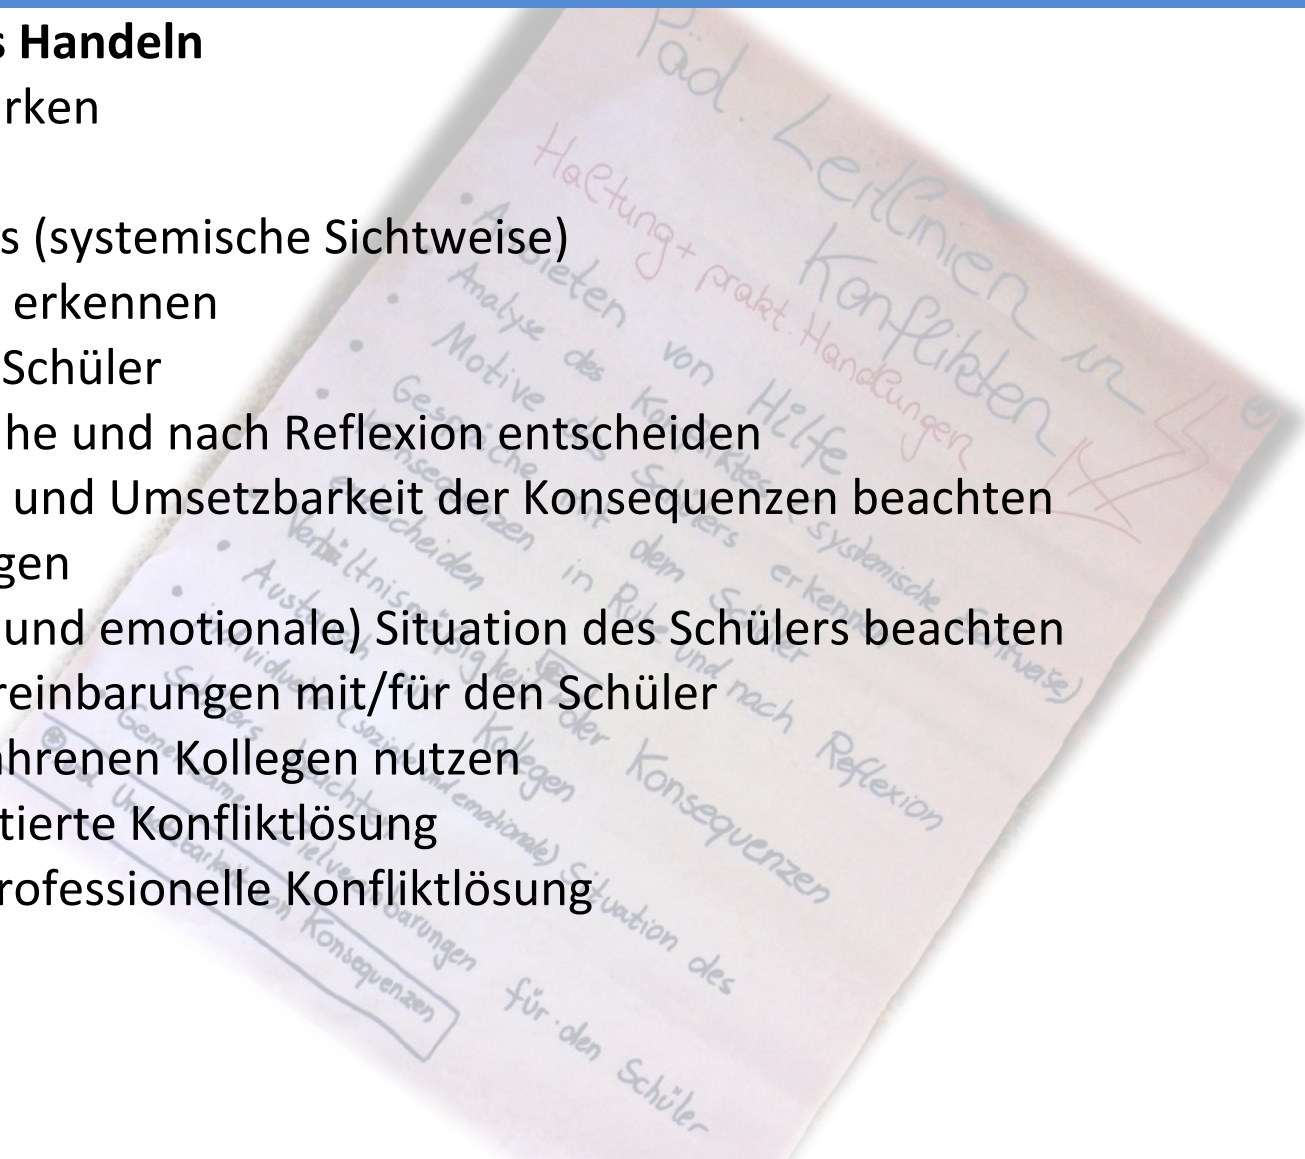 s Handeln
rken
s (systemische Sichtweise)
erkennen
Schüler
he und nach Reflexion entscheiden
und Umsetzbarkeit der Konsequenzen beachten
gen
und emotionale) Situation des Schülers beachten
reinbarungen mit/für den Schüler
hrenen Kollegen nutzen
tierte Konfliktlösung
rofessionelle Konfliktlösung
Päd. Leitlinien in
Konflikten
Haltung + prakt. Handlungen
• Anbieten von Hilfe
• Analyse des Konfliktes (systemische Sichtweise)
• Motive des Schülers erkennen
• Gespräche mit dem Schüler
• Konsequenzen in Ruhe und nach Reflexion
entscheiden
Verhältnismäßigkeit der Konsequenzen
• Austausch mit Kollegen
• individuelle (soziale und emotionale) Situation des
Schülers beachten
Gemeinsame Zielvereinbarungen für den Schüler
und Umsetzbarkeit von Konsequenzen